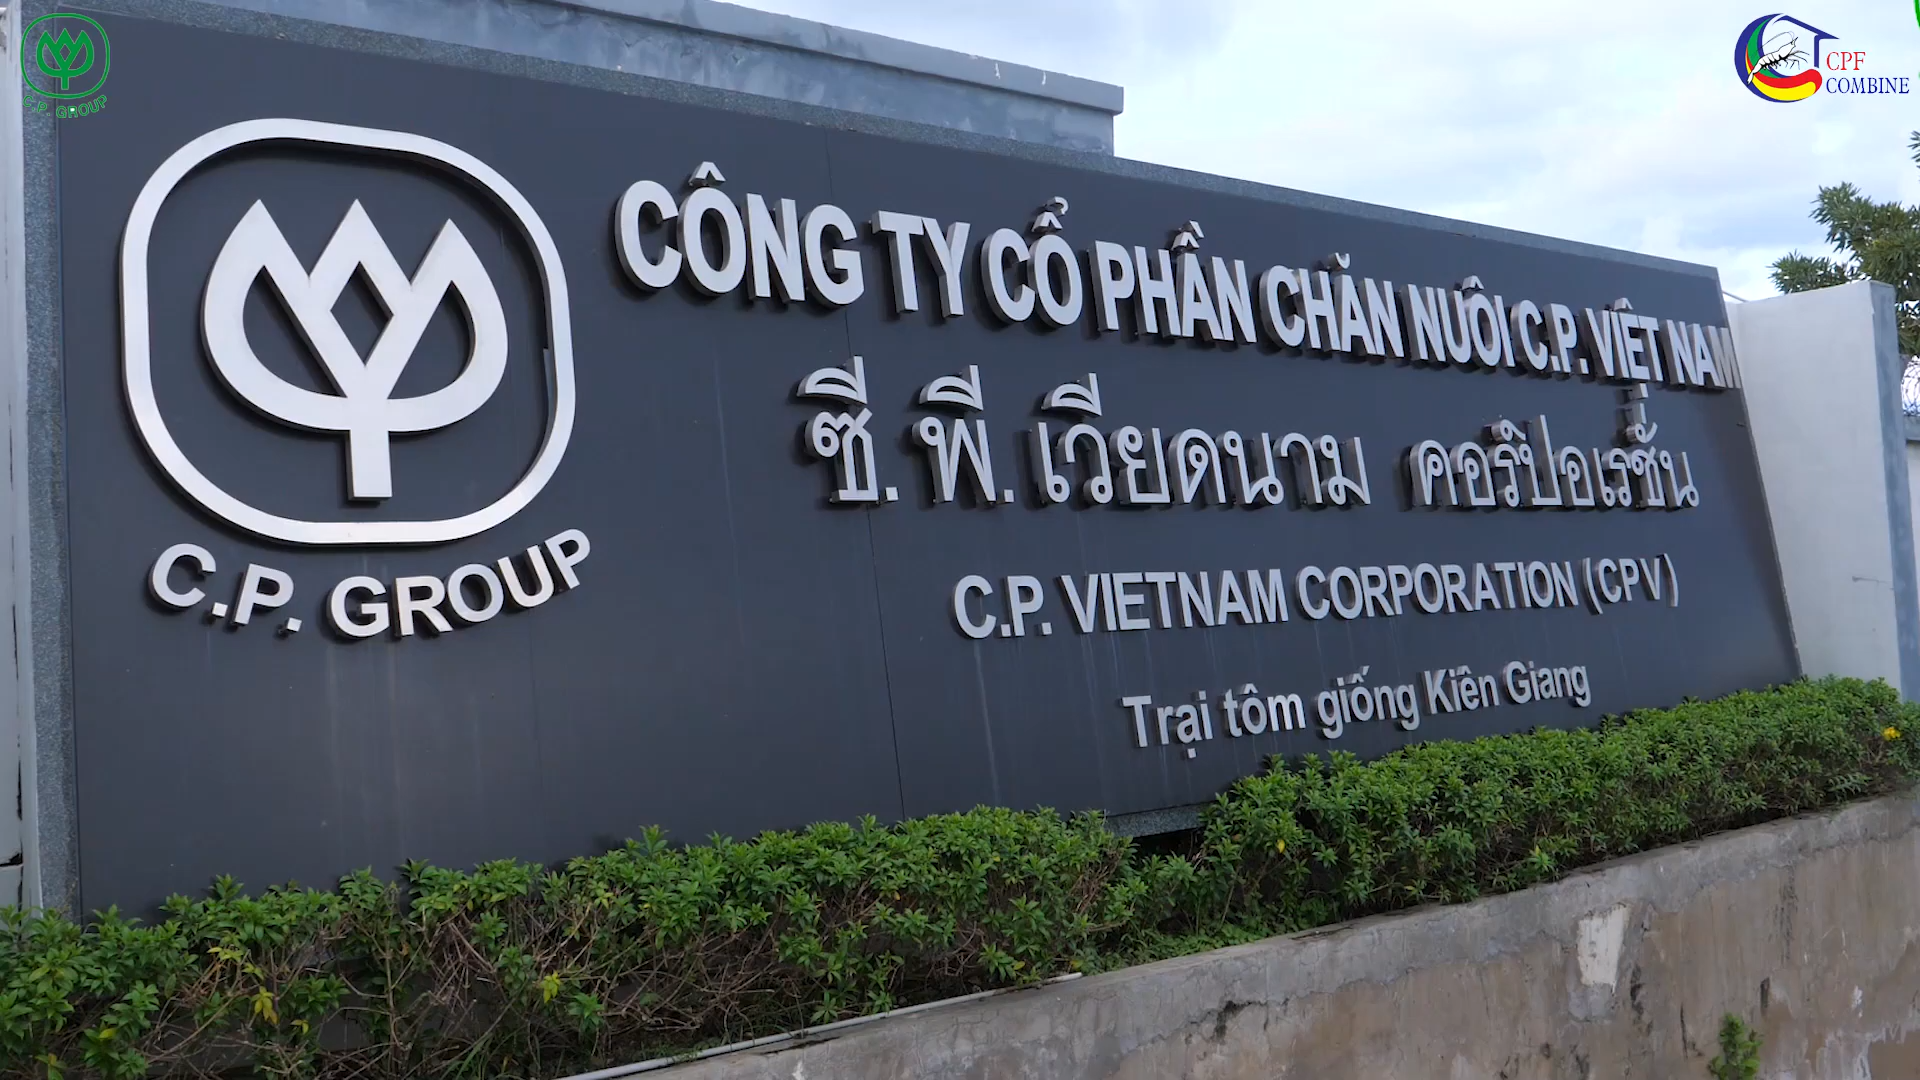 C.P. GROUP
CPF
COMBINE
C.P. GROUP
CÔNG TY CỔ PHẦN CHĂN NUÔI C.P. VIỆT NAM
ซี.พี.เวียดนาม คอร์ปอเรชั่น
C.P. VIETNAM CORPORATION (CPV)
Trại tôm giống Kiên Giang